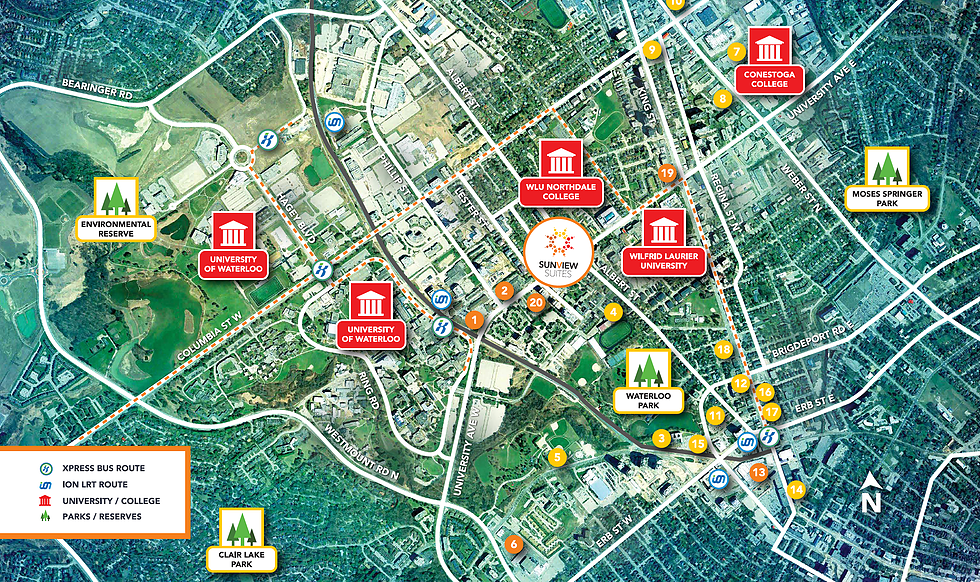 10
9
7
CONESTOGA
COLLEGE
BEARINGER RD
ALBERT ST
KING ST N
8
UNIVERSITY AVE E
PHILLIP ST
WLU NORTHDALE
COLLEGE
19
REGINA
WEBER ST N
MOSES SPRINGER
PARK
ENVIRONMENTAL
RESERVE
HAGEY BLVD
LESTER ST
UNIVERSITY
OF WATERLOO
SUNVIEW
SUITES
WILFRID LAURIER
UNIVERSITY
ALBERT ST
2
20
1
4
COLUMBIA ST W
UNIVERSITY
OF WATERLOO
BRIGDEPORT RD E
18
RING RD
WATERLOO
PARK
12
16
ERB ST E
11
17
WESTMOUNT RD N
UNIVERSITY AVE W
3
15
5
13
14
XPRESS BUS ROUTE
ION LRT ROUTE
UNIVERSITY / COLLEGE
PARKS / RESERVES
N
ERB ST W
6
CLAIR LAKE
PARK